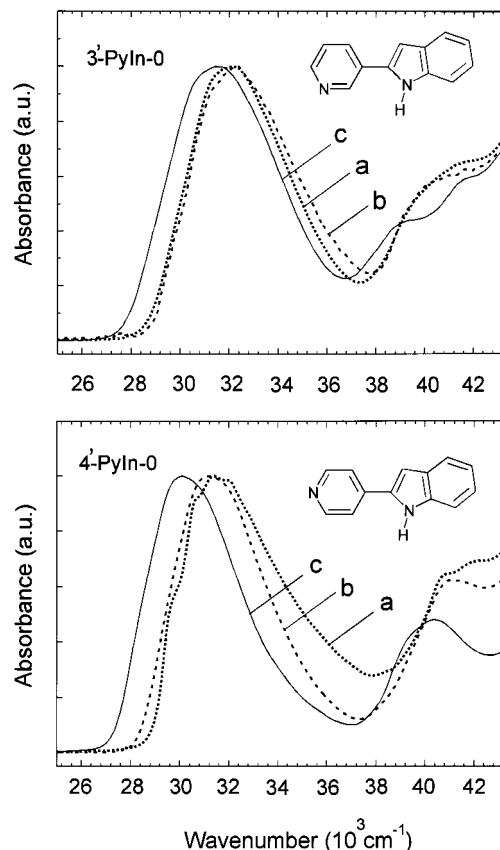 3'-PyIn-0
N
N
H
c
a
b
Absorbance (a.u.)
26 28 30 32 34 36 38 40 42
4'-PyIn-0
N
N
H
c
b
a
Absorbance (a.u.)
26 28 30 32 34 36 38 40 42
Wavenumber (10³cm⁻¹)